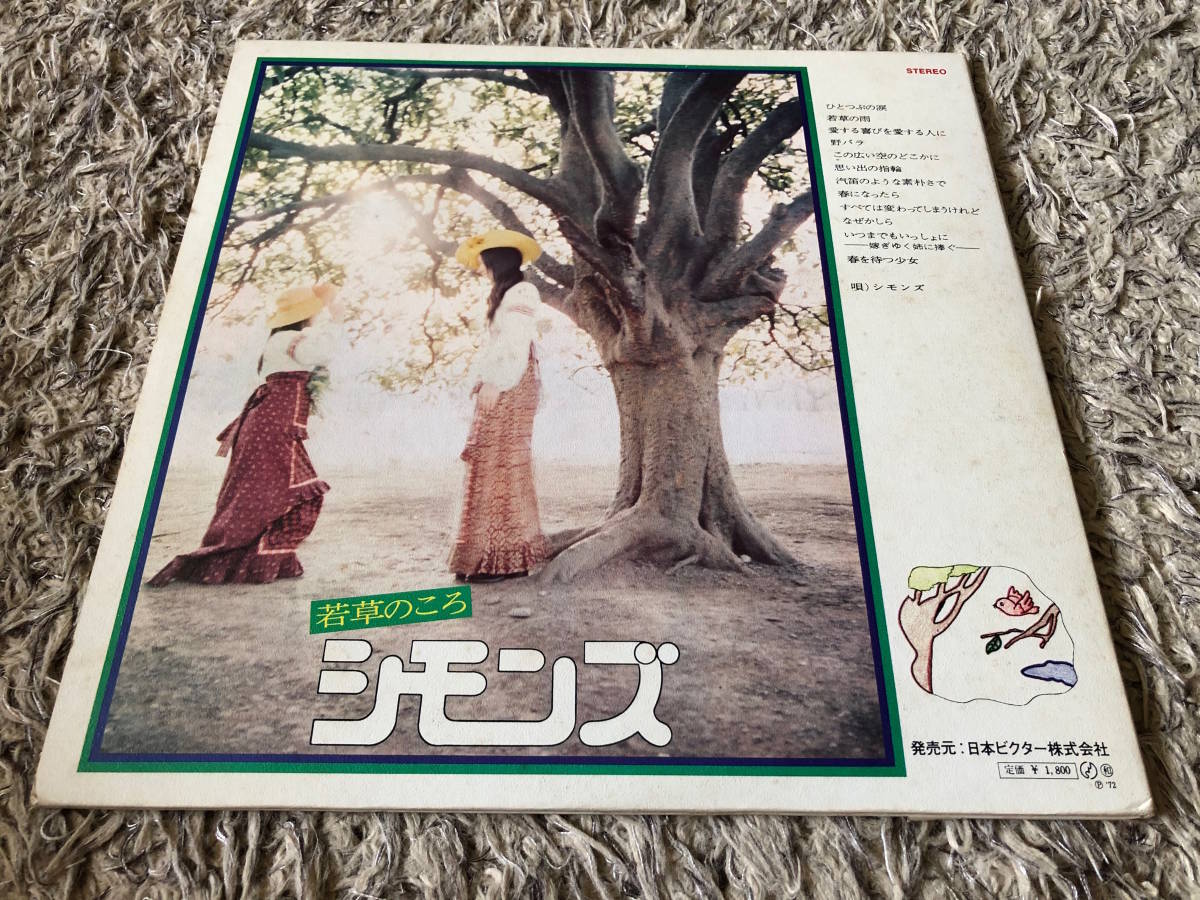 STEREO
ひとつぶの涙
若草の雨
愛する喜びを愛する人に
野バラ
この広い空のどこかに
思い出の指輪
汽笛のような素朴さで
春になったら
すべては変わってしまうけれど
なぜかしら
いつまでもいっしょに
──嫁ぎゆく姉に捧ぐ──
春を待つ少女
唄)シモンズ
若草のころ
シモンズ
発売元:日本ビクター株式会社
定価 ¥ 1,800
和
℗ '72